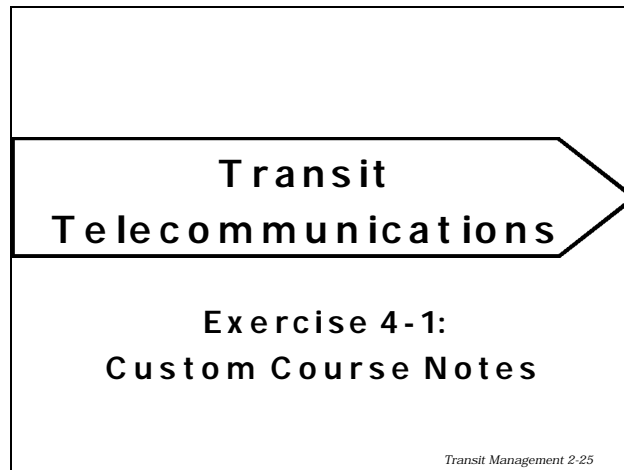 Transit
Telecommunications
Exercise 4-1:
Custom Course Notes
Transit Management 2-25